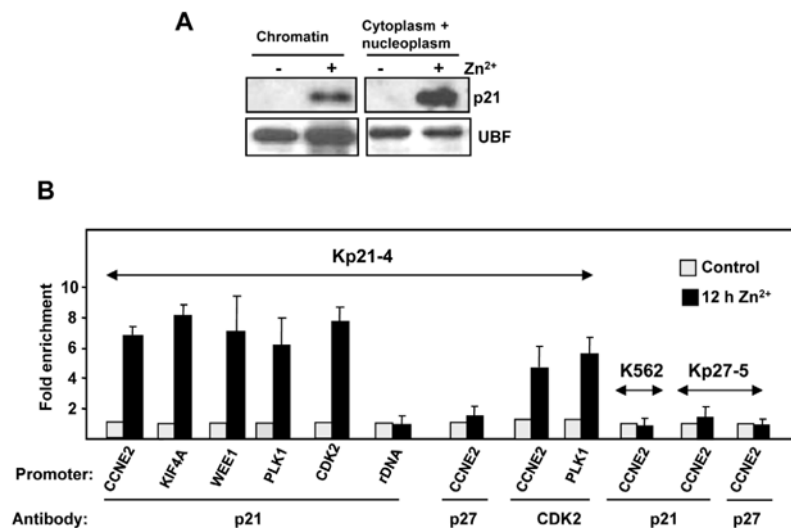 A
Chromatin
Cytoplasm +
nucleoplasm
- + - + Zn²⁺
p21
UBF
B
Kp21-4
Control
12 h Zn²⁺
K562 Kp27-5
Fold enrichment
10
8
6
4
2
Promoter: CCNE2 KIF4A WEE1 PLK1 CDK2 rDNA CCNE2 CCNE2 PLK1 CCNE2 CCNE2 CCNE2
Antibody: p21 p27 CDK2 p21 p27